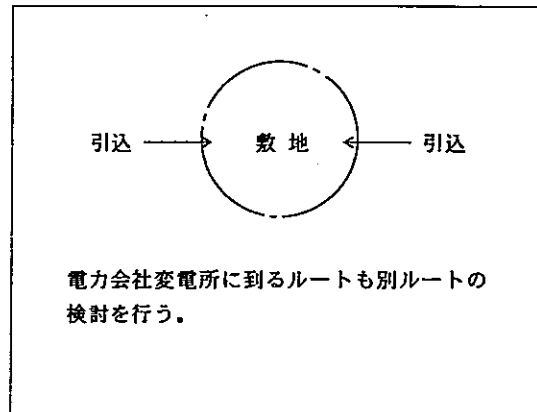 引込 敷地 引込
電力会社変電所に到るルートも別ルートの
検討を行う。